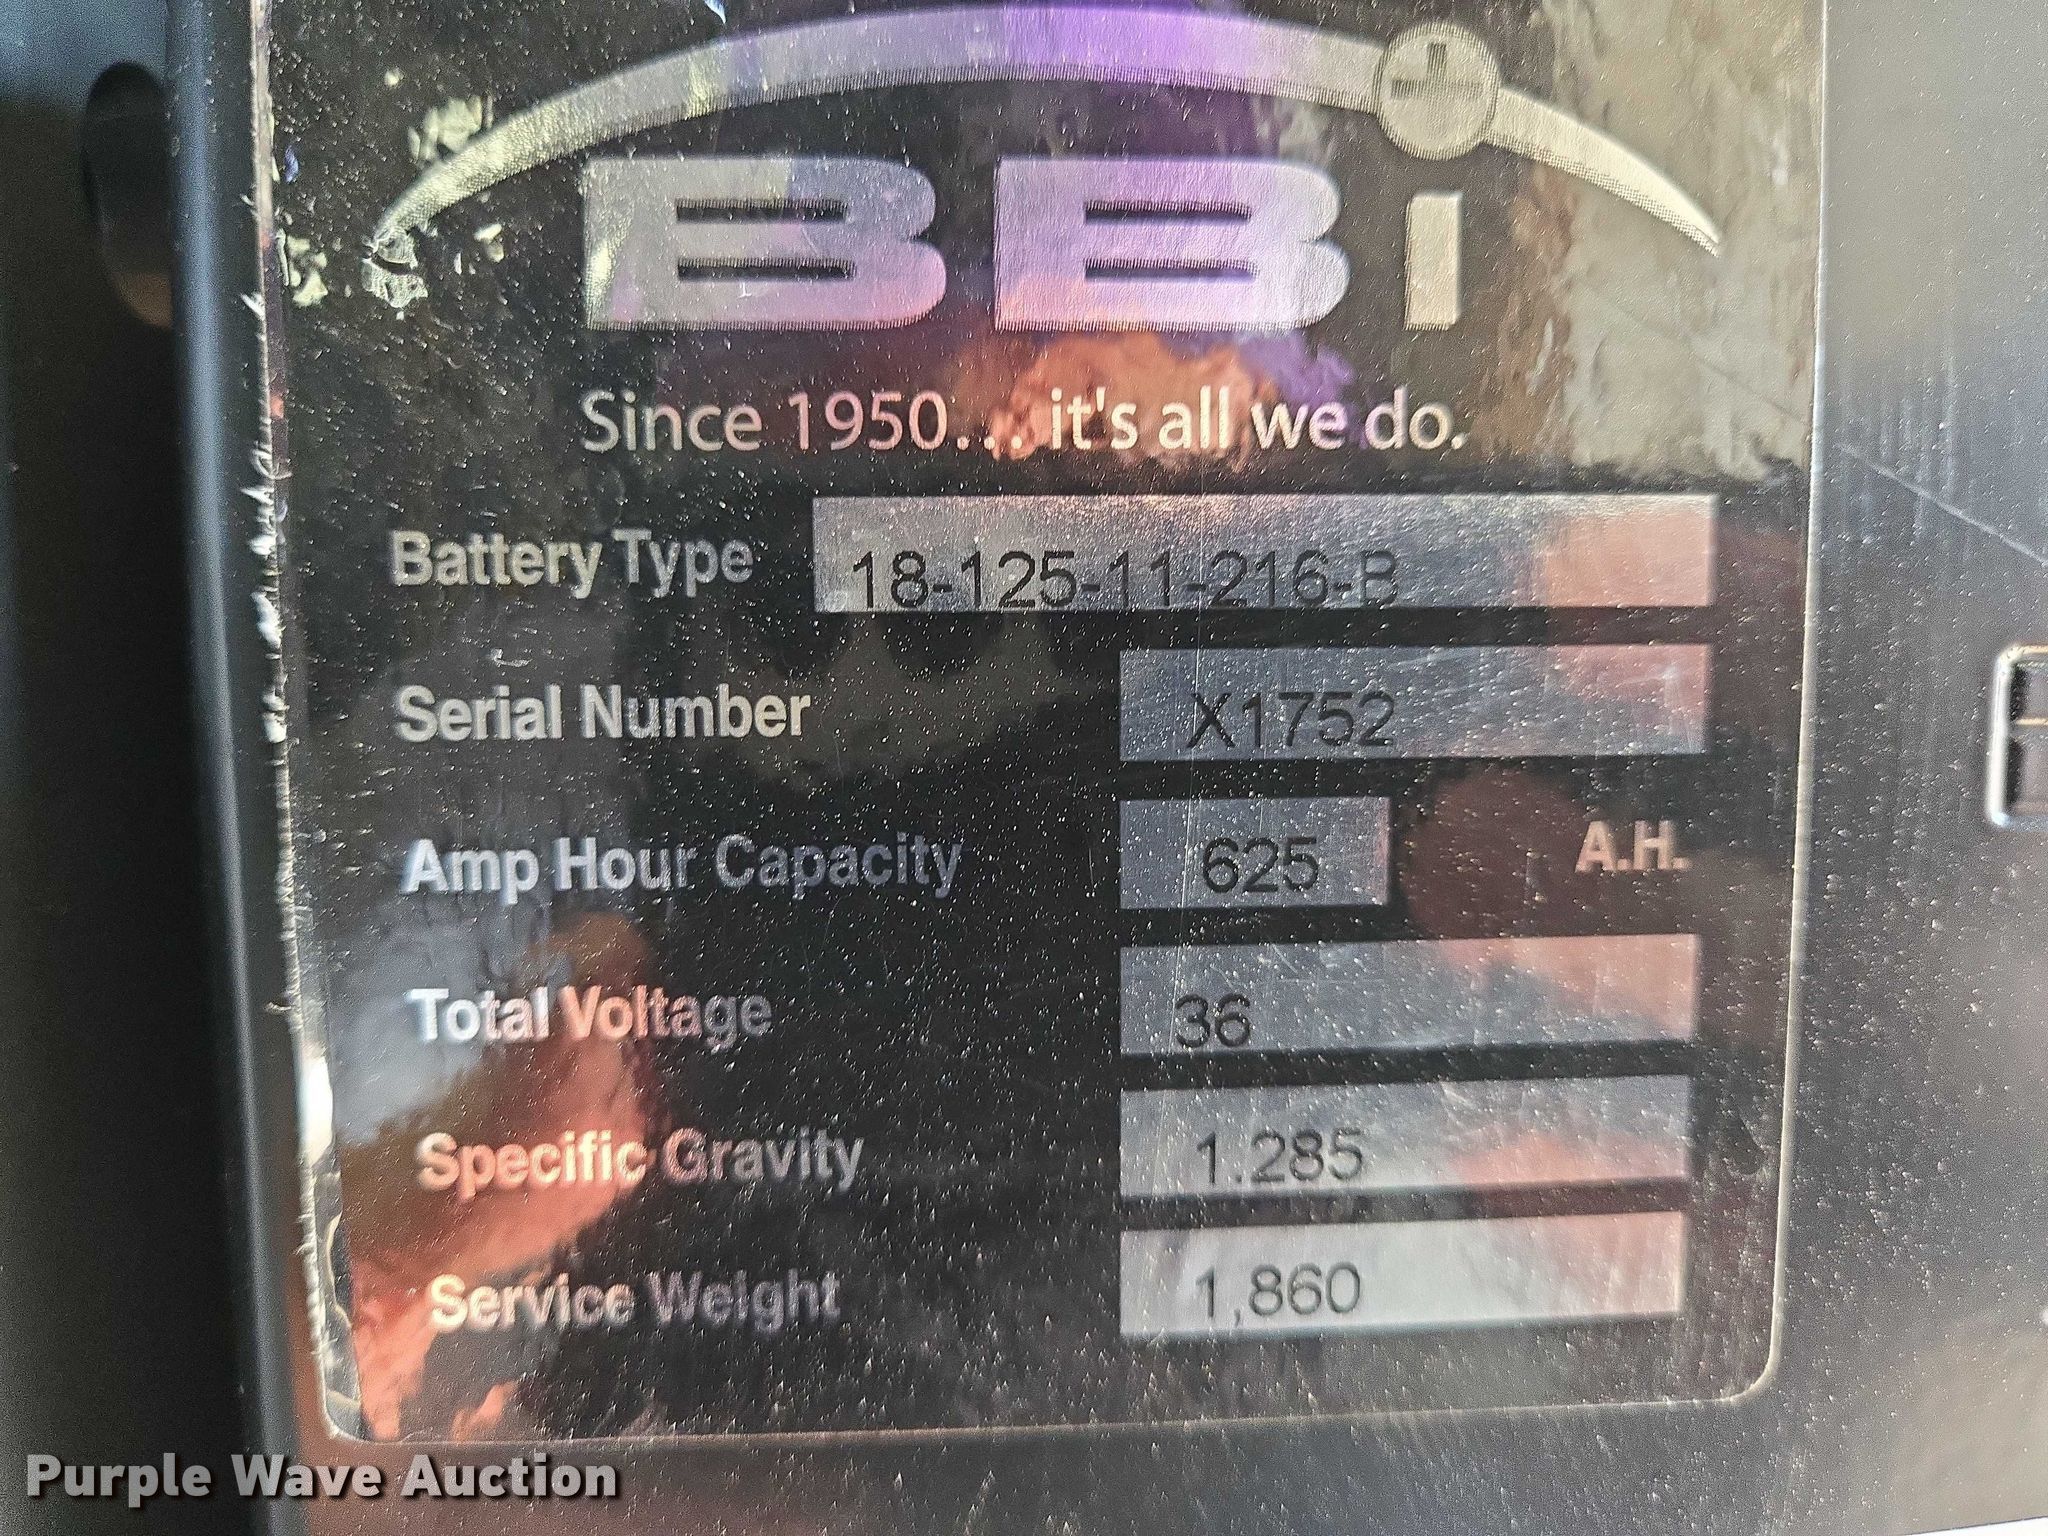 BBi
Since 1950... it's all we do.
Battery Type 18-125-11-216-B
Serial Number X1752
Amp Hour Capacity 625 A.H.
Total Voltage 36
Specific Gravity 1.285
Service Weight 1,860
Purple Wave Auction